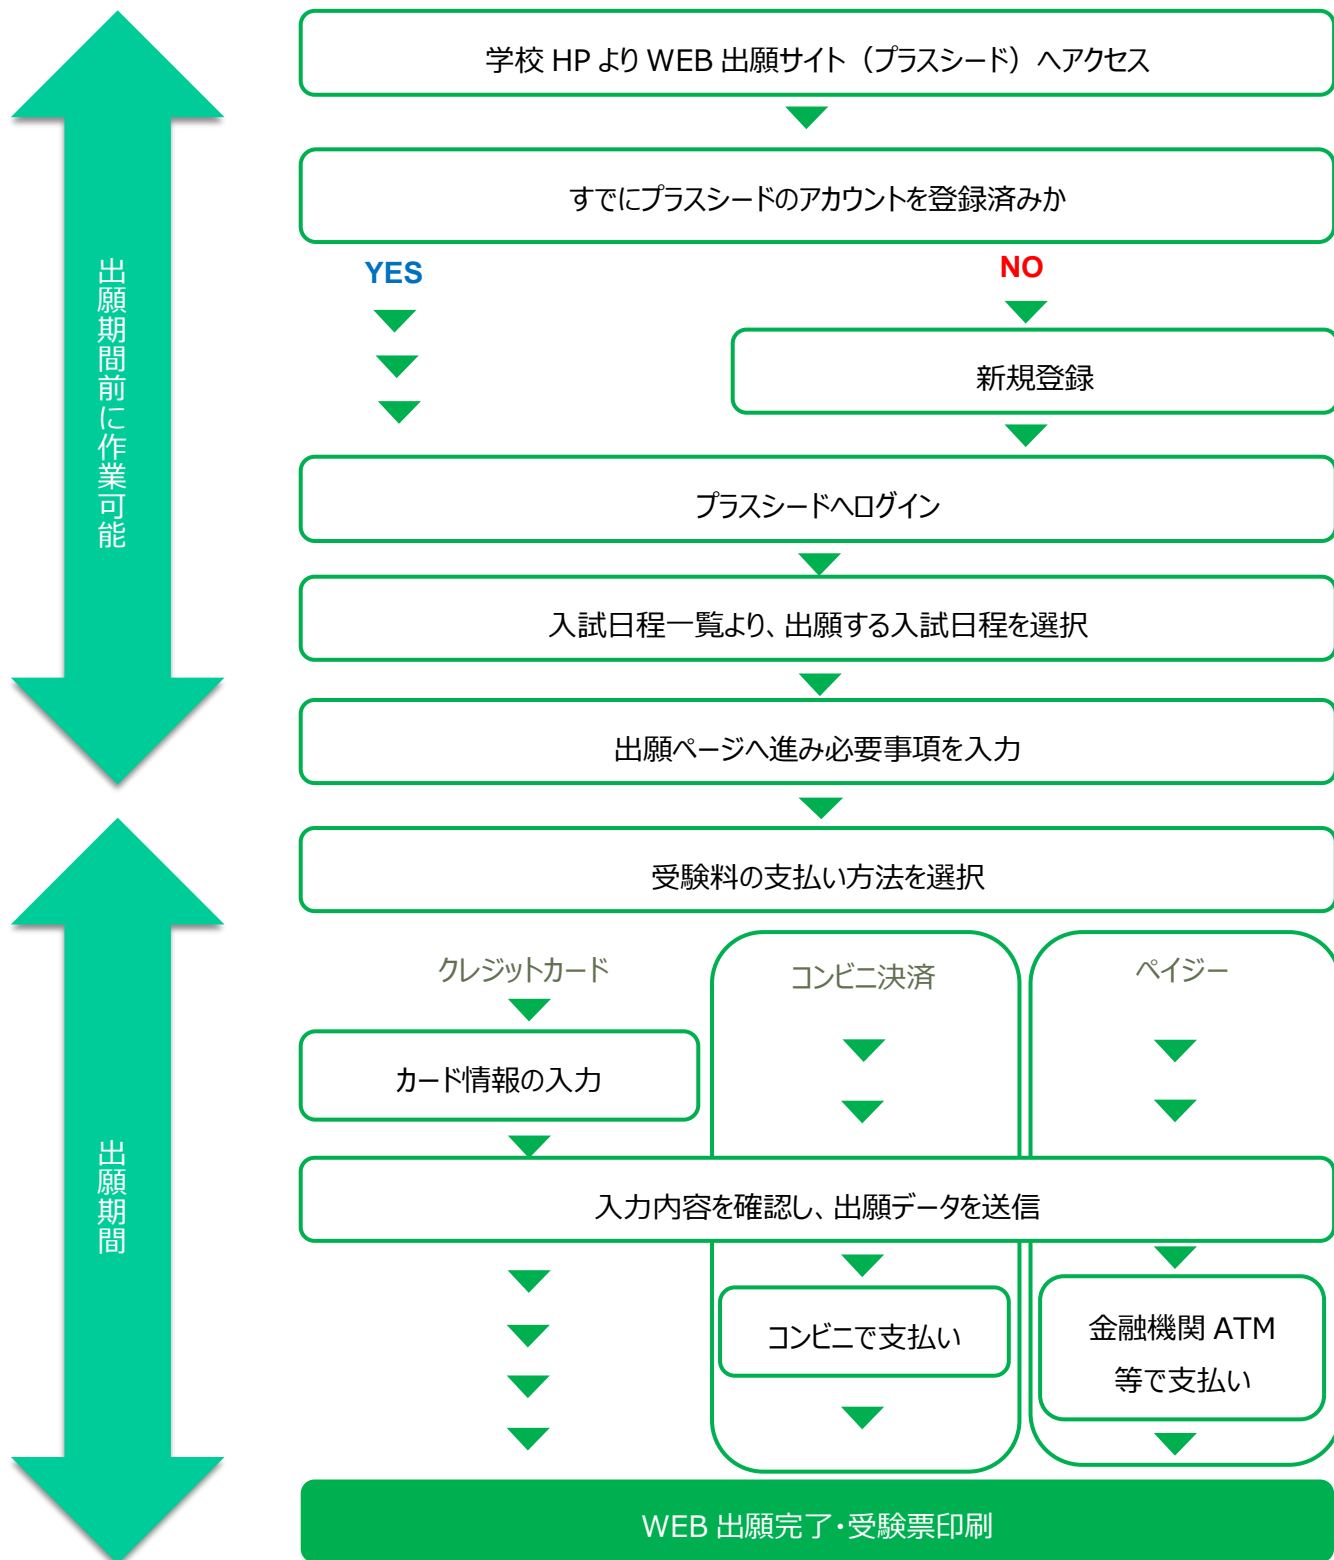 学校 HP より WEB 出願サイト（プラスシード）へアクセス
すでにプラスシードのアカウントを登録済みか
YES
NO
新規登録
プラスシードへログイン
入試日程一覧より、出願する入試日程を選択
出願ページへ進み必要事項を入力
出願期間前に作業可能
受験料の支払い方法を選択
クレジットカード
コンビニ決済
ペイジー
カード情報の入力
入力内容を確認し、出願データを送信
コンビニで支払い
金融機関 ATM
等で支払い
出願期間
WEB 出願完了・受験票印刷